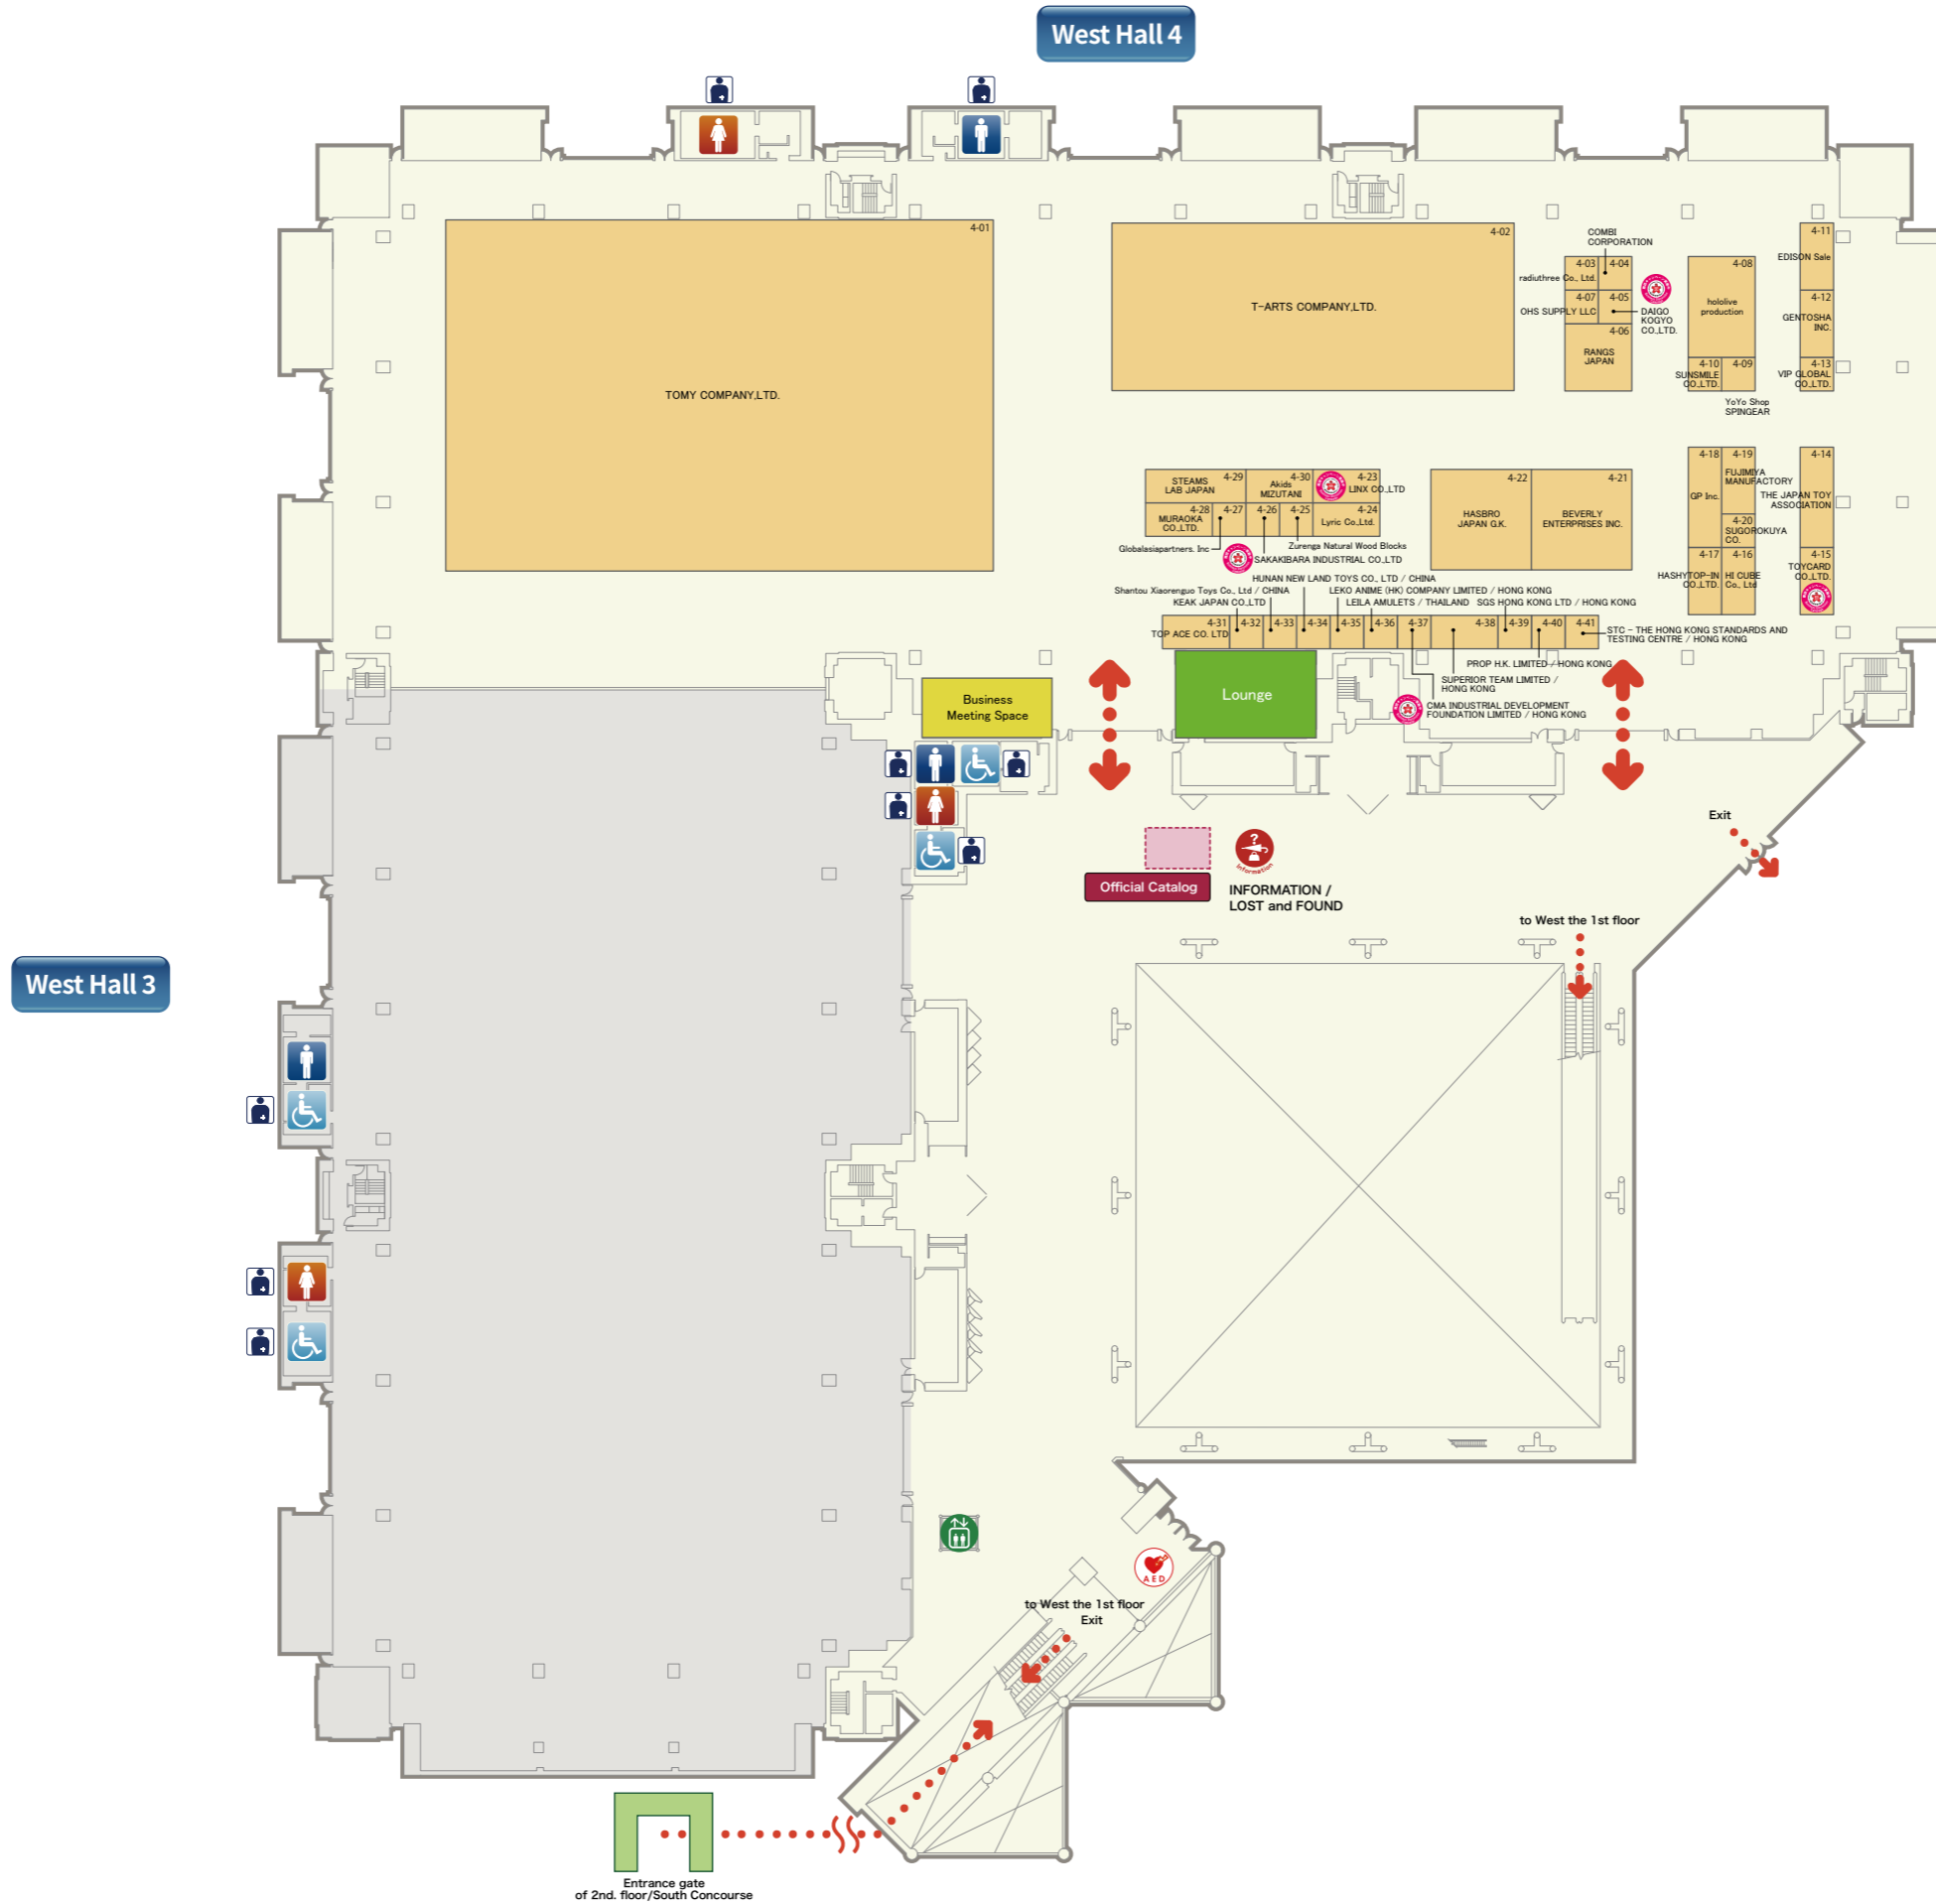 West Hall 4
4-01
TOMY COMPANY,LTD.
4-02
T-ARTS COMPANY,LTD.
COMBI
CORPORATION
4-03
4-04
radiuthree Co., Ltd.
4-07
4-05
OHS SUPPLY LLC
DAIGO
KOGYO
CO.,LTD.
4-06
RANGS
JAPAN
4-08
hololive
production
4-10
4-09
SUNSMILE
CO.,LTD.
YoYo Shop
SPINGEAR
4-11
EDISON Sale
4-12
GENTOSHA
INC.
4-13
VIP GLOBAL
CO.,LTD.
4-29
STEAMS
LAB JAPAN
4-30
Akids
MIZUTANI
4-23
LINX CO.,LTD
4-28
MURAOKA
CO.,LTD.
4-27
4-26
4-25
4-24
Lyric Co.,Ltd.
Globalasiapartners. Inc
Zurenga Natural Wood Blocks
SAKAKIBARA INDUSTRIAL CO.,LTD
4-22
HASBRO
JAPAN G.K.
4-21
BEVERLY
ENTERPRISES INC.
4-18
GP Inc.
4-19
FUJIMIYA
MANUFACTORY
4-20
SUGOROKUYA
CO.
4-17
HASHYTOP-IN
CO.,LTD.
4-16
HI CUBE
Co., Ltd
4-14
THE JAPAN TOY
ASSOCIATION
4-15
TOYCARD
CO.,LTD.
HUNAN NEW LAND TOYS CO., LTD / CHINA
Shantou Xiaorenguo Toys Co., Ltd / CHINA
LEKO ANIME (HK) COMPANY LIMITED / HONG KONG
KEAK JAPAN CO.,LTD
LEILA AMULETS / THAILAND
SGS HONG KONG LTD / HONG KONG
4-31
TOP ACE CO. LTD
4-32
4-33
4-34
4-35
4-36
4-37
4-38
4-39
4-40
4-41
STC - THE HONG KONG STANDARDS AND
TESTING CENTRE / HONG KONG
PROP H.K. LIMITED / HONG KONG
SUPERIOR TEAM LIMITED /
HONG KONG
CMA INDUSTRIAL DEVELOPMENT
FOUNDATION LIMITED / HONG KONG
Business
Meeting Space
Lounge
Exit
Official Catalog
?
Information
INFORMATION /
LOST and FOUND
to West the 1st floor
West Hall 3
AED
to West the 1st floor
Exit
Entrance gate
of 2nd. floor/South Concourse